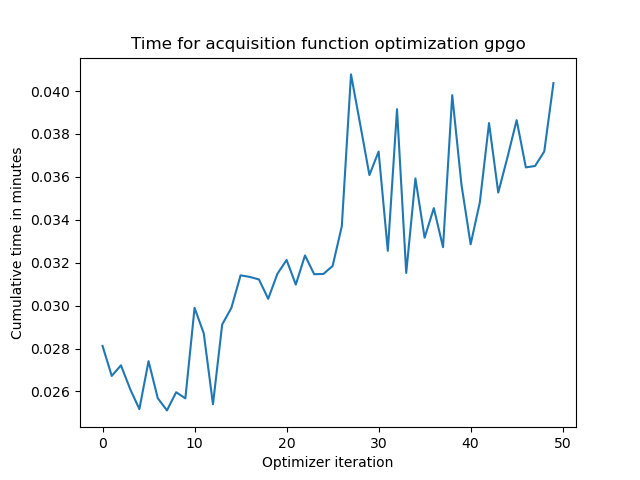 Time for acquisition function optimization gpgo
Cumulative time in minutes
0.040
0.038
0.036
0.034
0.032
0.030
0.028
0.026
0 10 20 30 40 50
Optimizer iteration